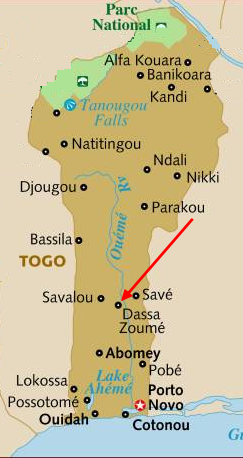 Parc
National
Alfa Kouara
Banikoara
Kandi
Tanougou
Falls
Natitingou
Ndali
Nikki
Djougou
Parakou
Ouémé Rv
Bassila
TOGO
Savalou
Savé
Dassa
Zoumé
Abomey
Pobé
Lake
Ahémé
Lokossa
Porto
Novo
Possotomé
Ouidah
Cotonou
Gu